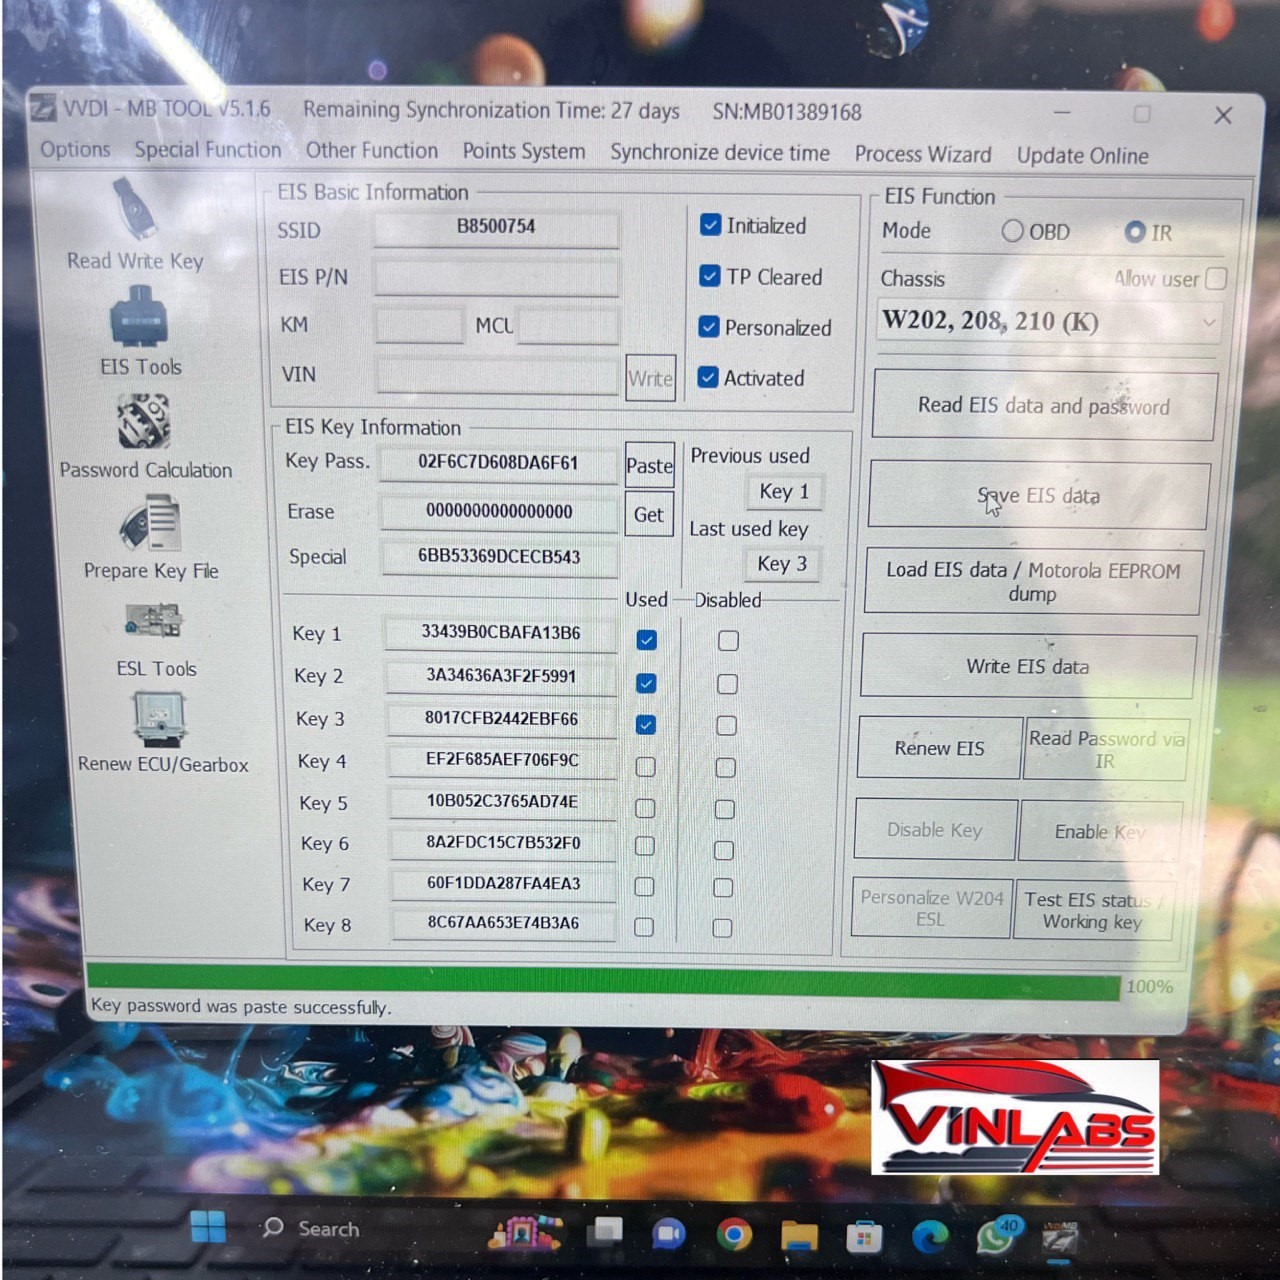 VVDI - MB TOOL V5.1.6 Remaining Synchronization Time: 27 days SN:MB01389168
Options Special Function Other Function Points System Synchronize device time Process Wizard Update Online
Read Write Key
EIS Tools
Password Calculation
Prepare Key File
ESL Tools
Renew ECU/Gearbox
EIS Basic Information
SSID B8500754
EIS P/N
KM MCU
VIN Write
Initialized
TP Cleared
Personalized
Activated
EIS Key Information
Key Pass. 02F6C7D608DA6F61 Paste
Erase 0000000000000000 Get
Special 6BB53369DCECB543
Previous used
Key 1
Last used key
Key 3
Used Disabled
Key 1 33439B0CBAFA13B6
Key 2 3A34636A3F2F5991
Key 3 8017CFB2442EBF66
Key 4 EF2F685AEF706F9C
Key 5 10B052C3765AD74E
Key 6 8A2FDC15C7B532F0
Key 7 60F1DDA287FA4EA3
Key 8 8C67AA653E74B3A6
EIS Function
Mode OBD IR
Chassis Allow user
W202, 208, 210 (K)
Read EIS data and password
Save EIS data
Load EIS data / Motorola EEPROM
dump
Write EIS data
Renew EIS
Read Password via
IR
Disable Key
Enable Key
Personalize W204
ESL
Test EIS status /
Working key
100%
Key password was paste successfully.
VINLABS
Search
40